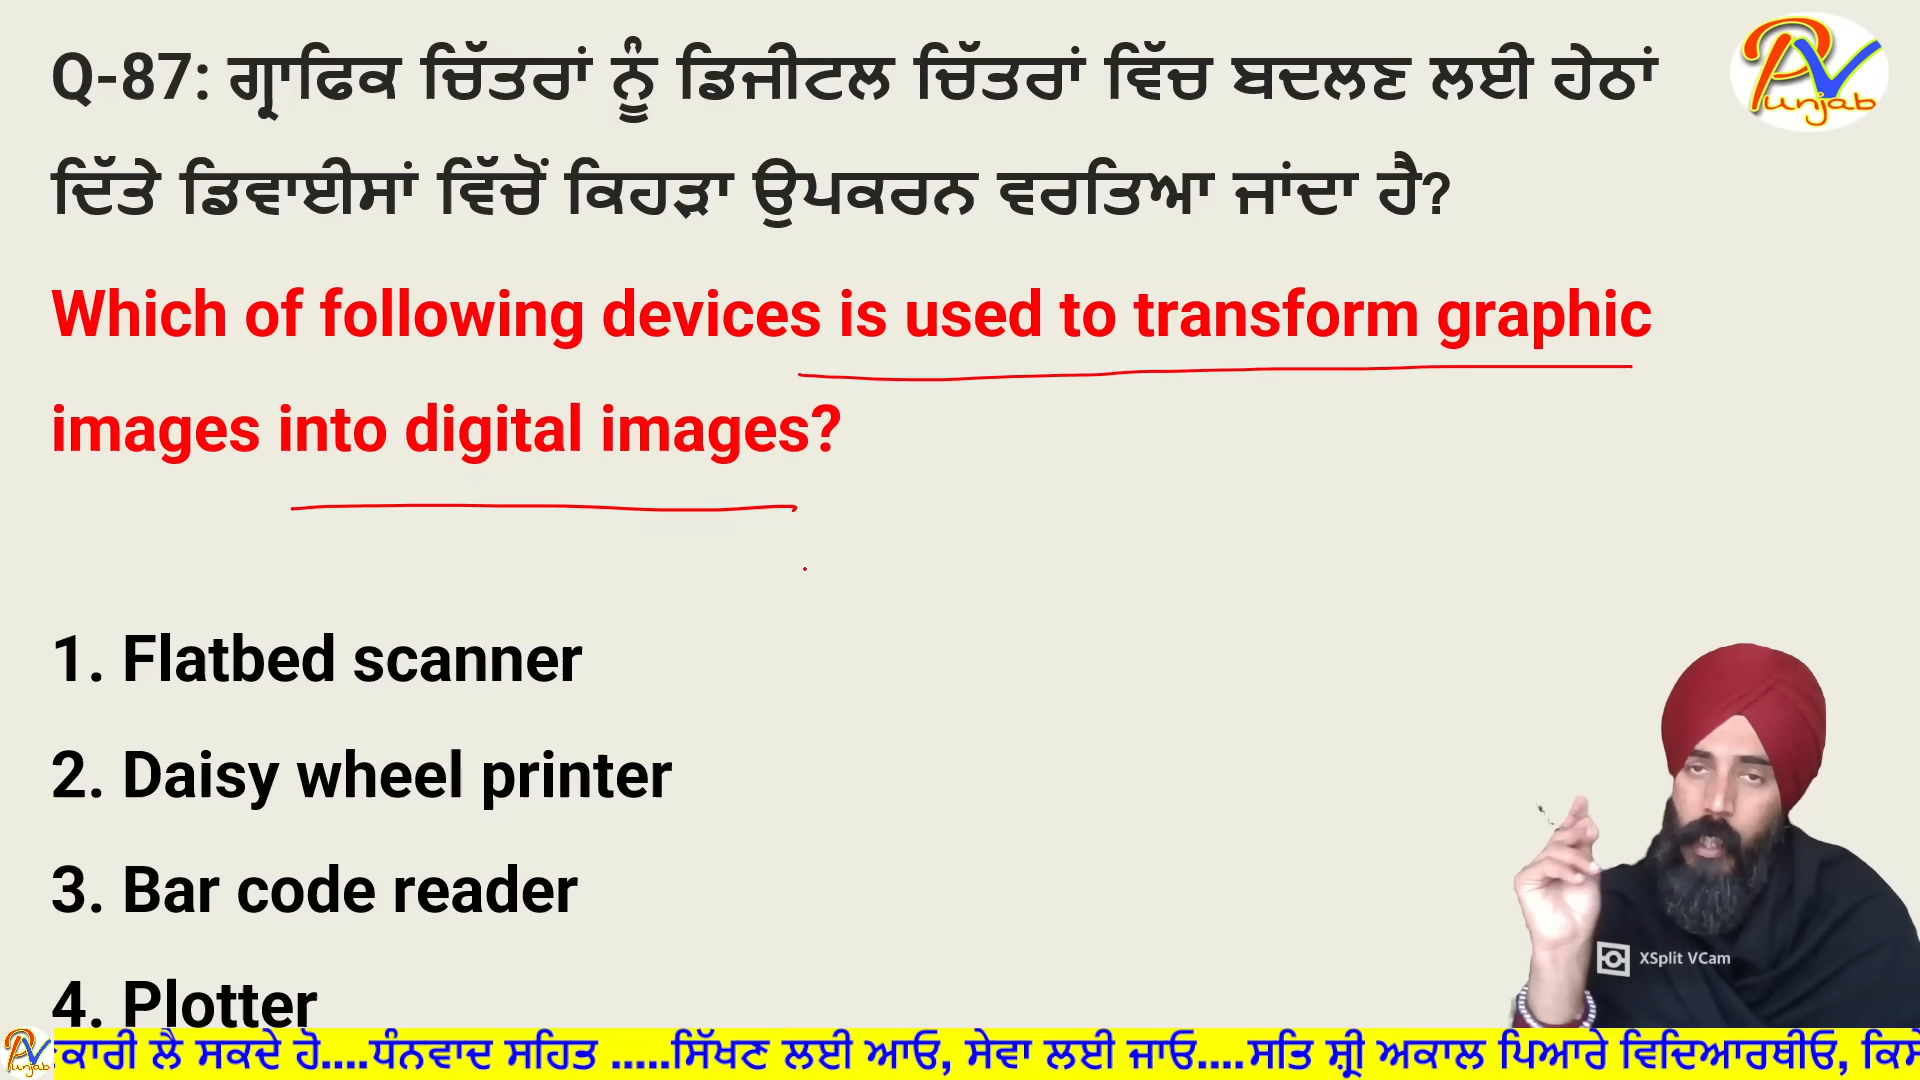 Q-87: ਗ੍ਰਾਫਿਕ ਚਿੱਤਰਾਂ ਨੂੰ ਡਿਜੀਟਲ ਚਿੱਤਰਾਂ ਵਿੱਚ ਬਦਲਣ ਲਈ ਹੇਠਾਂ
ਦਿੱਤੇ ਡਿਵਾਈਸਾਂ ਵਿੱਚੋਂ ਕਿਹੜਾ ਉਪਕਰਨ ਵਰਤਿਆ ਜਾਂਦਾ ਹੈ?
Which of following devices is used to transform graphic
images into digital images?
1. Flatbed scanner
2. Daisy wheel printer
3. Bar code reader
4. Plotter
PV Punjab
XSplit VCam
ਕਾਰੀ ਲੈ ਸਕਦੇ ਹੋ....ਧੰਨਵਾਦ ਸਹਿਤ .....ਸਿੱਖਣ ਲਈ ਆਓ, ਸੇਵਾ ਲਈ ਜਾਓ....ਸਤਿ ਸ਼੍ਰੀ ਅਕਾਲ ਪਿਆਰੇ ਵਿਦਿਆਰਥੀਓ,